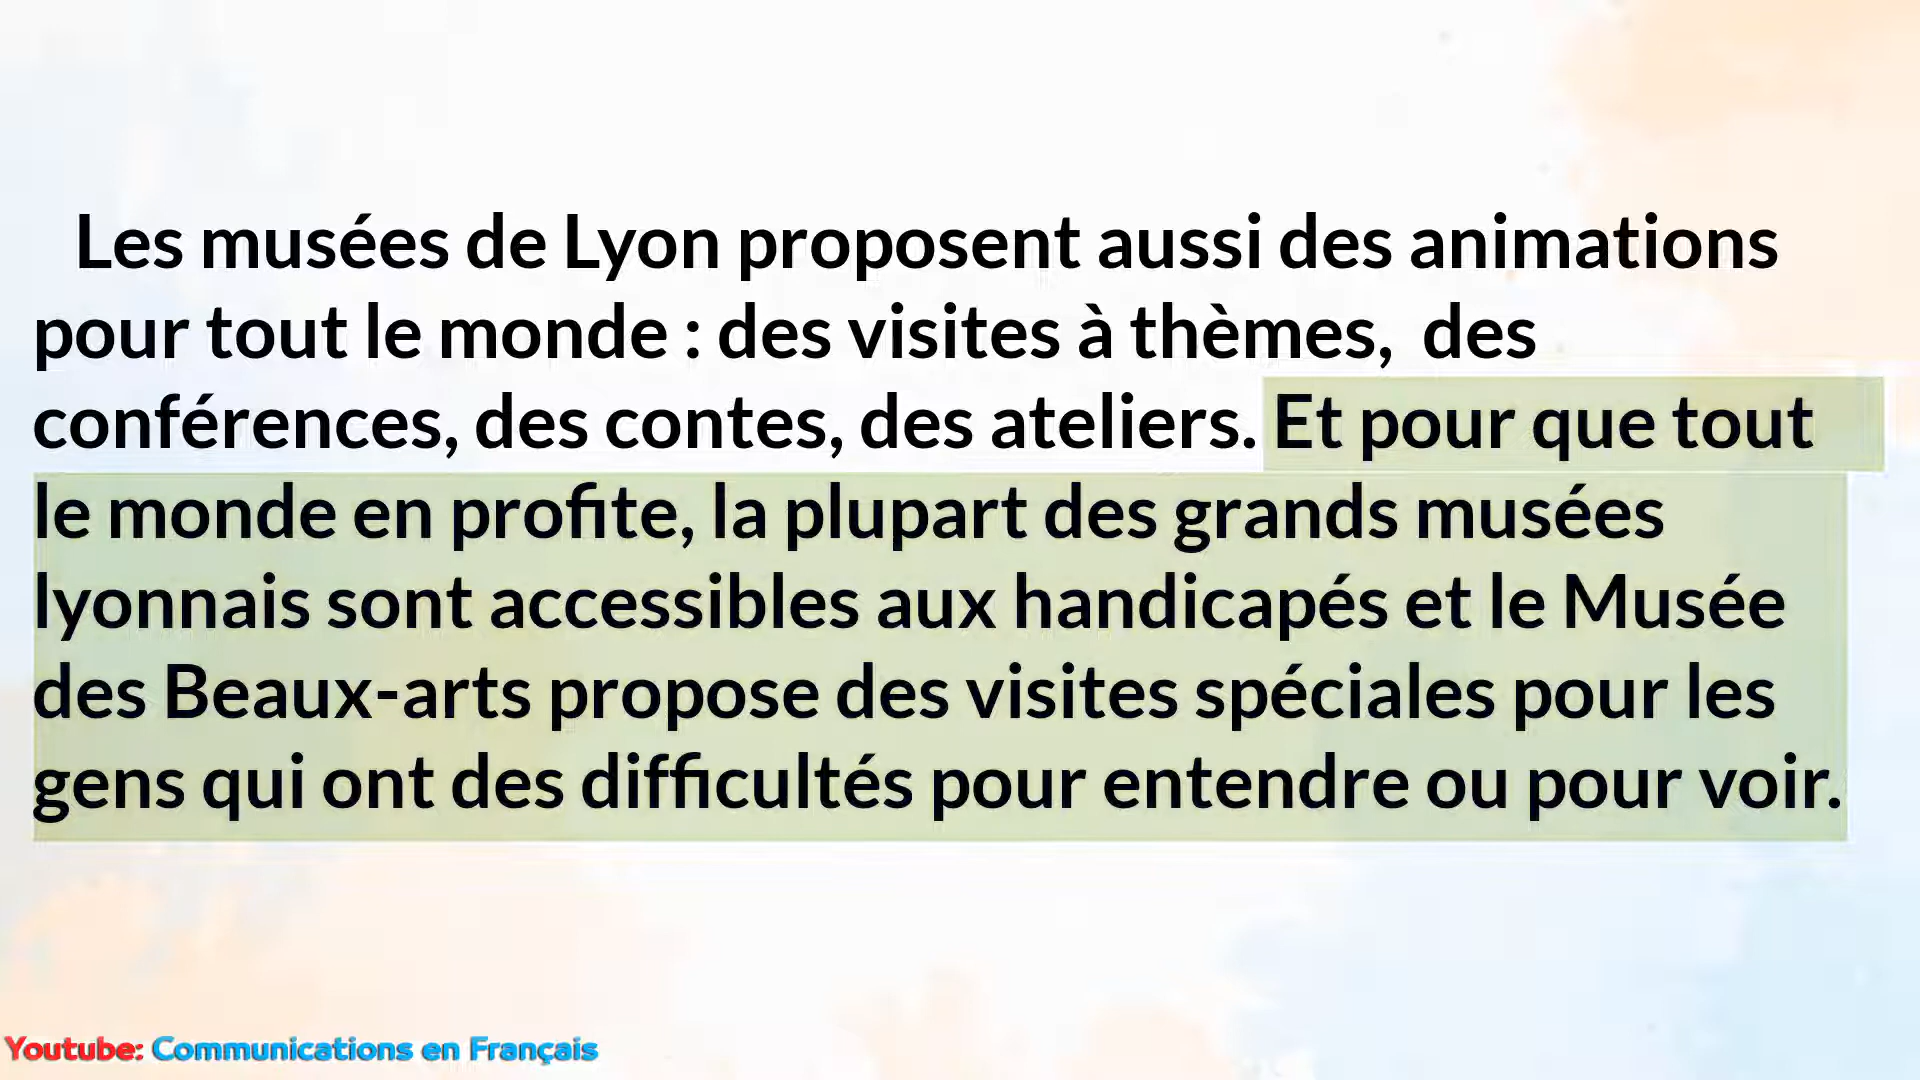 Les musées de Lyon proposent aussi des animations
pour tout le monde : des visites à thèmes,  des
conférences, des contes, des ateliers. Et pour que tout
le monde en profite, la plupart des grands musées
lyonnais sont accessibles aux handicapés et le Musée
des Beaux-arts propose des visites spéciales pour les
gens qui ont des difficultés pour entendre ou pour voir.
Youtube: Communications en Français